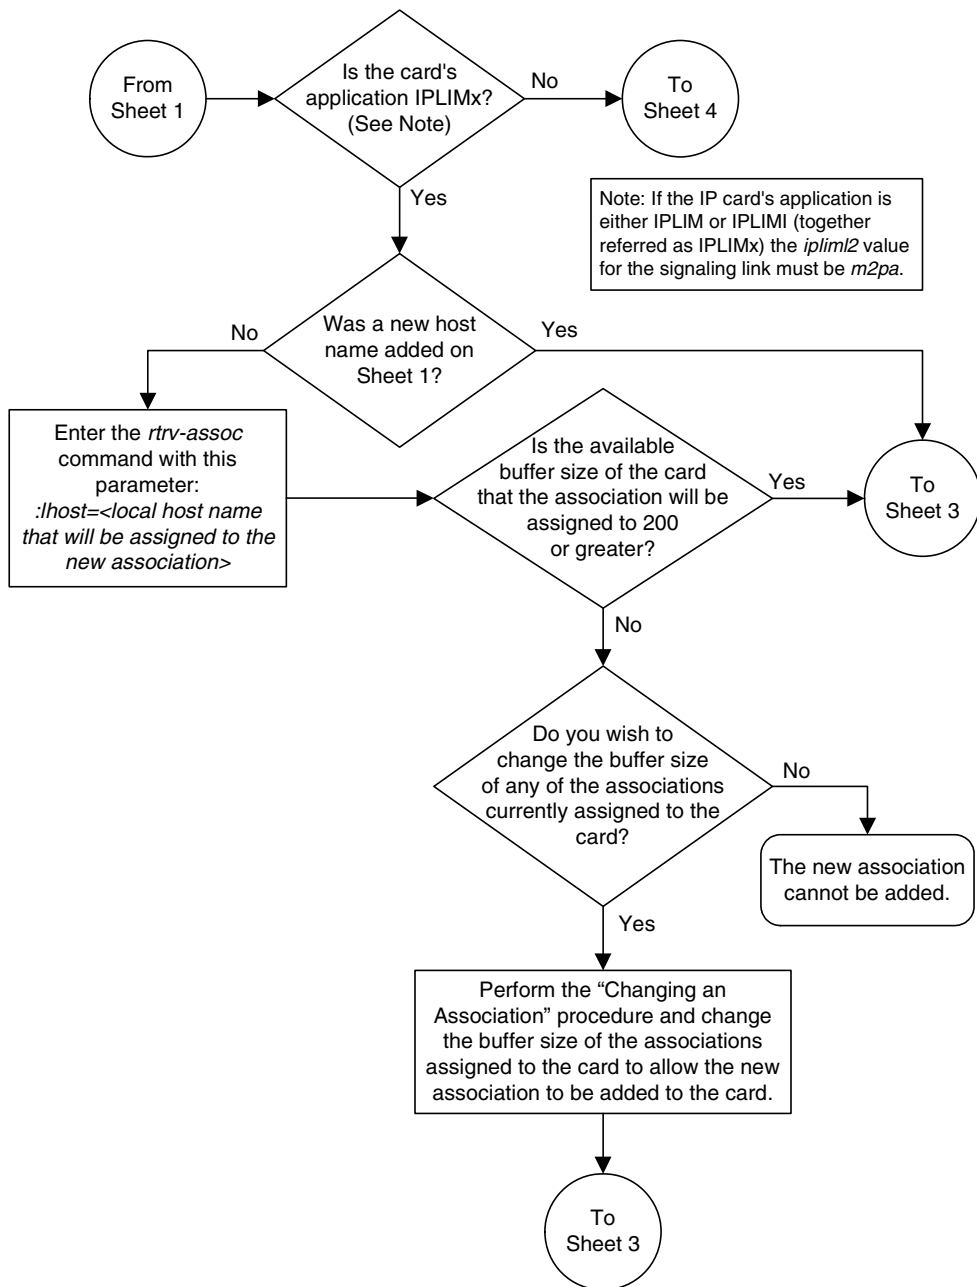 From
Sheet 1
Is the card's
application IPLIMx?
(See Note)
No
To
Sheet 4
Yes
Note: If the IP card's application is
either IPLIM or IPLIMI (together
referred as IPLIMx) the ipliml2 value
for the signaling link must be m2pa.
No
Was a new host
name added on
Sheet 1?
Yes
Enter the rtrv-assoc
command with this
parameter:
:lhost=<local host name
that will be assigned to the
new association>
Is the available
buffer size of the card
that the association will be
assigned to 200
or greater?
Yes
To
Sheet 3
No
Do you wish to
change the buffer size
of any of the associations
currently assigned to the
card?
No
The new association
cannot be added.
Yes
Perform the “Changing an
Association” procedure and change
the buffer size of the associations
assigned to the card to allow the new
association to be added to the card.
To
Sheet 3